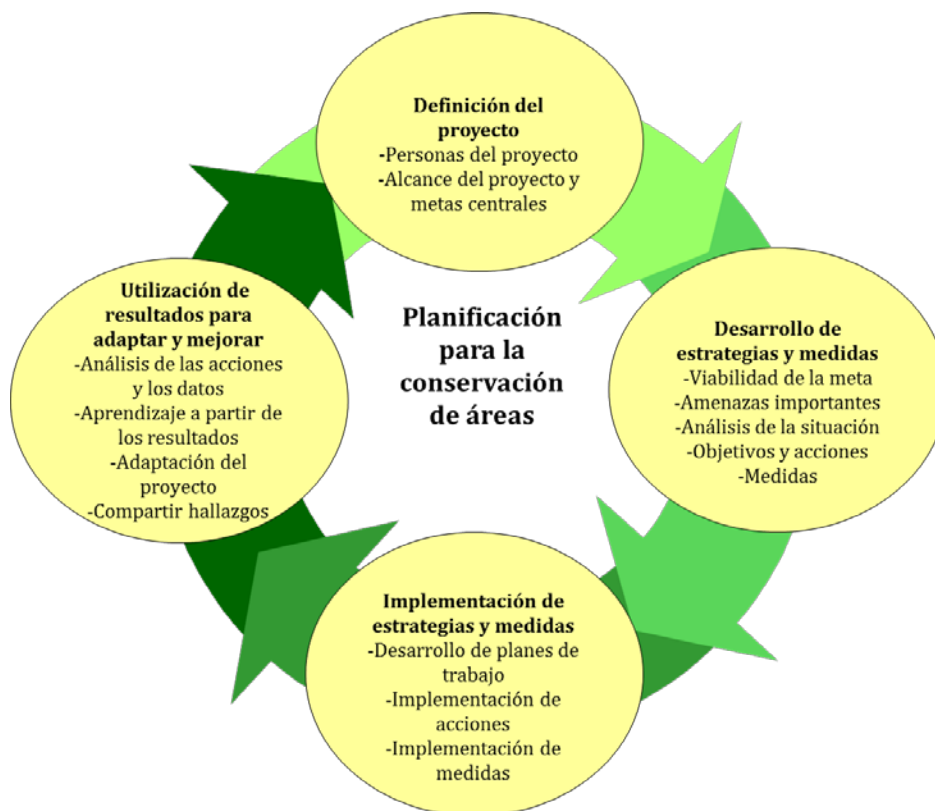 Definición del
proyecto
-Personas del proyecto
-Alcance del proyecto y
metas centrales
Planificación
para la
conservación
de áreas
Desarrollo de
estrategias y medidas
-Viabilidad de la meta
-Amenazas importantes
-Análisis de la situación
-Objetivos y acciones
-Medidas
Implementación de
estrategias y medidas
-Desarrollo de planes de
trabajo
-Implementación de
acciones
-Implementación de
medidas
Utilización de
resultados para
adaptar y mejorar
-Análisis de las acciones
y los datos
-Aprendizaje a partir de
los resultados
-Adaptación del
proyecto
-Compartir hallazgos